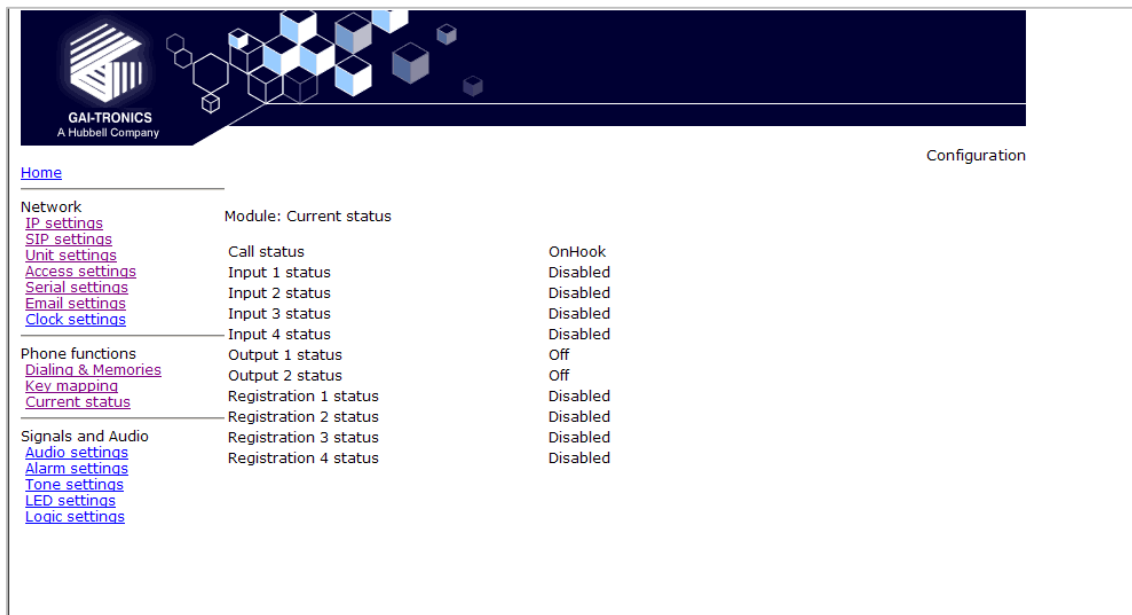 GAI-TRONICS
A Hubbell Company
Configuration
Home
Network
IP settings
SIP settings
Unit settings
Access settings
Serial settings
Email settings
Clock settings
Phone functions
Dialing & Memories
Key mapping
Current status
Signals and Audio
Audio settings
Alarm settings
Tone settings
LED settings
Logic settings
Module: Current status
Call status OnHook
Input 1 status Disabled
Input 2 status Disabled
Input 3 status Disabled
Input 4 status Disabled
Output 1 status Off
Output 2 status Off
Registration 1 status Disabled
Registration 2 status Disabled
Registration 3 status Disabled
Registration 4 status Disabled